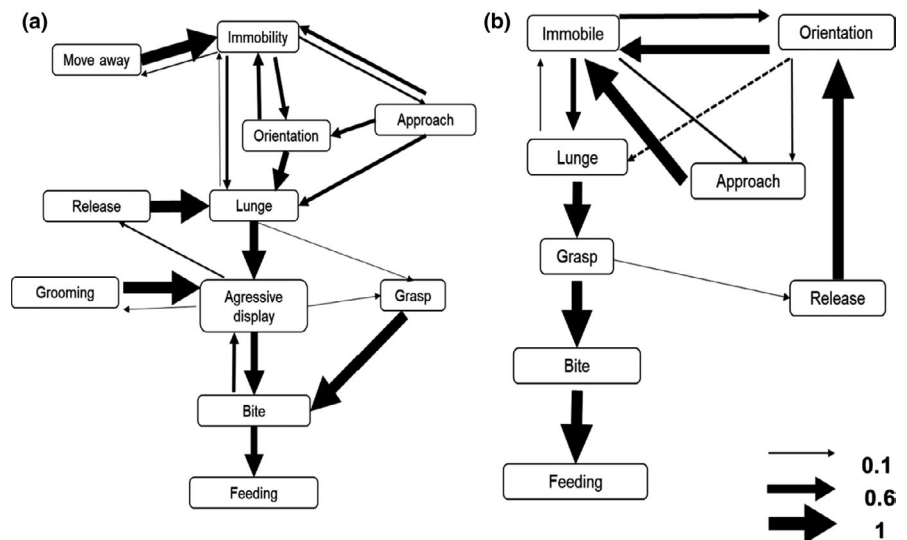 (a)
Immobility
Move away
Orientation
Approach
Release
Lunge
Grooming
Agressive
display
Grasp
Bite
Feeding
(b)
Immobile
Orientation
Lunge
Approach
Grasp
Release
Bite
Feeding
0.1
0.6
1